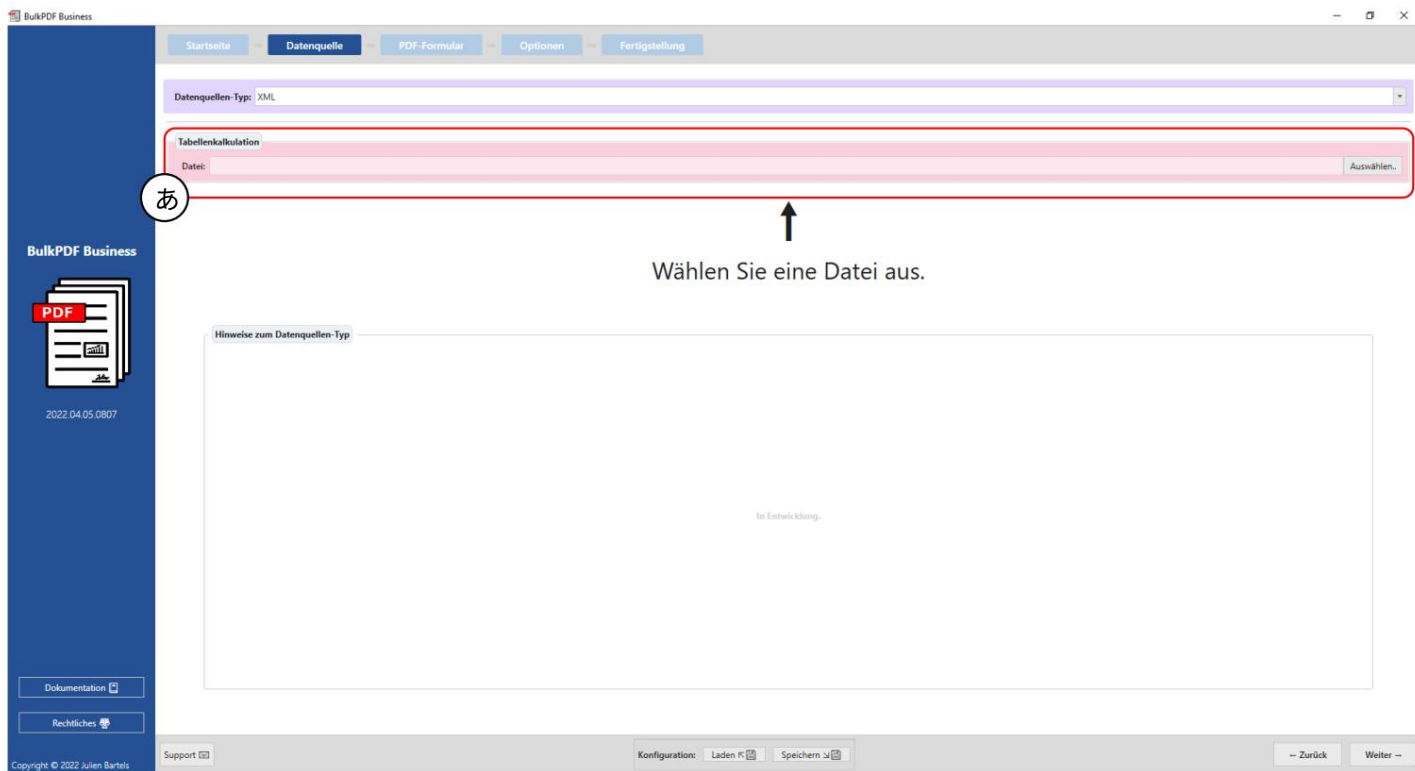 BulkPDF Business
Startseite Datenquelle PDF-Formular Optionen Fertigstellung
Datenquellen-Typ: XML
Tabellenkalkulation
Datei: Auswählen..
あ
Wählen Sie eine Datei aus.
BulkPDF Business
PDF
2022.04.05.0807
Hinweise zum Datenquellen-Typ
In Entwicklung.
Dokumentation
Rechtliches
Copyright © 2022 Julien Bartels
Support
Konfiguration: Laden Speichern
← Zurück Weiter →